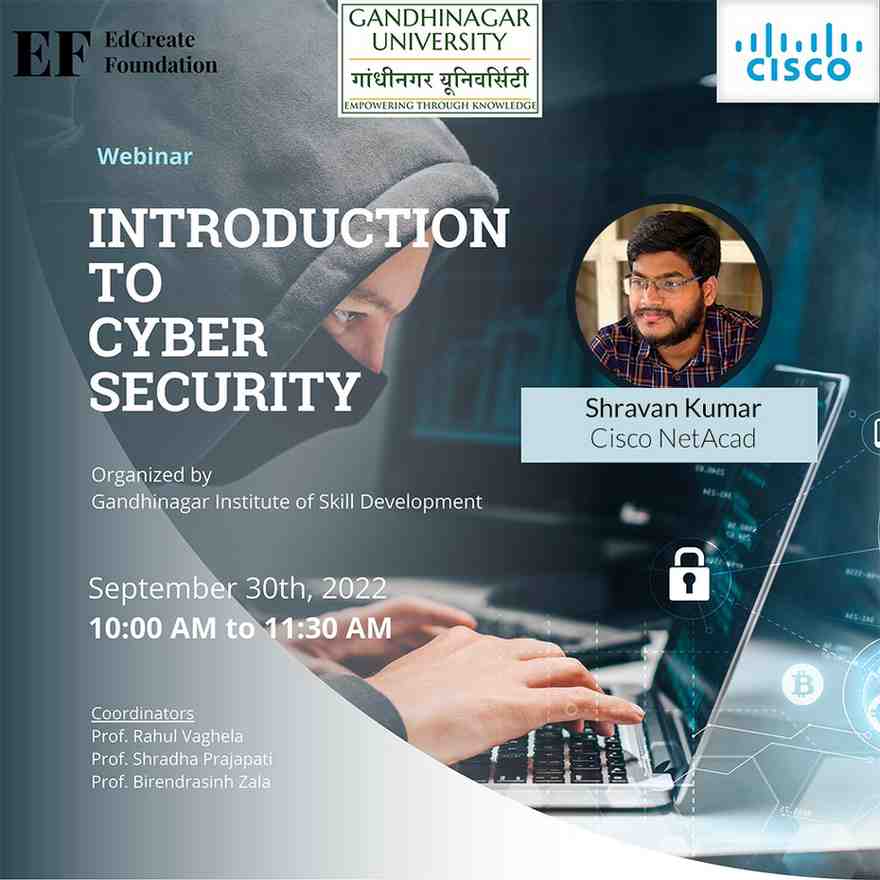 EF EdCreate
Foundation
GANDHINAGAR
UNIVERSITY
गांधीनगर यूनिवर्सिटी
EMPOWERING THROUGH KNOWLEDGE
CISCO
Webinar
INTRODUCTION
TO
CYBER
SECURITY
Shravan Kumar
Cisco NetAcad
Organized by
Gandhinagar Institute of Skill Development
September 30th, 2022
10:00 AM to 11:30 AM
Coordinators
Prof. Rahul Vaghela
Prof. Shradha Prajapati
Prof. Birendrasinh Zala